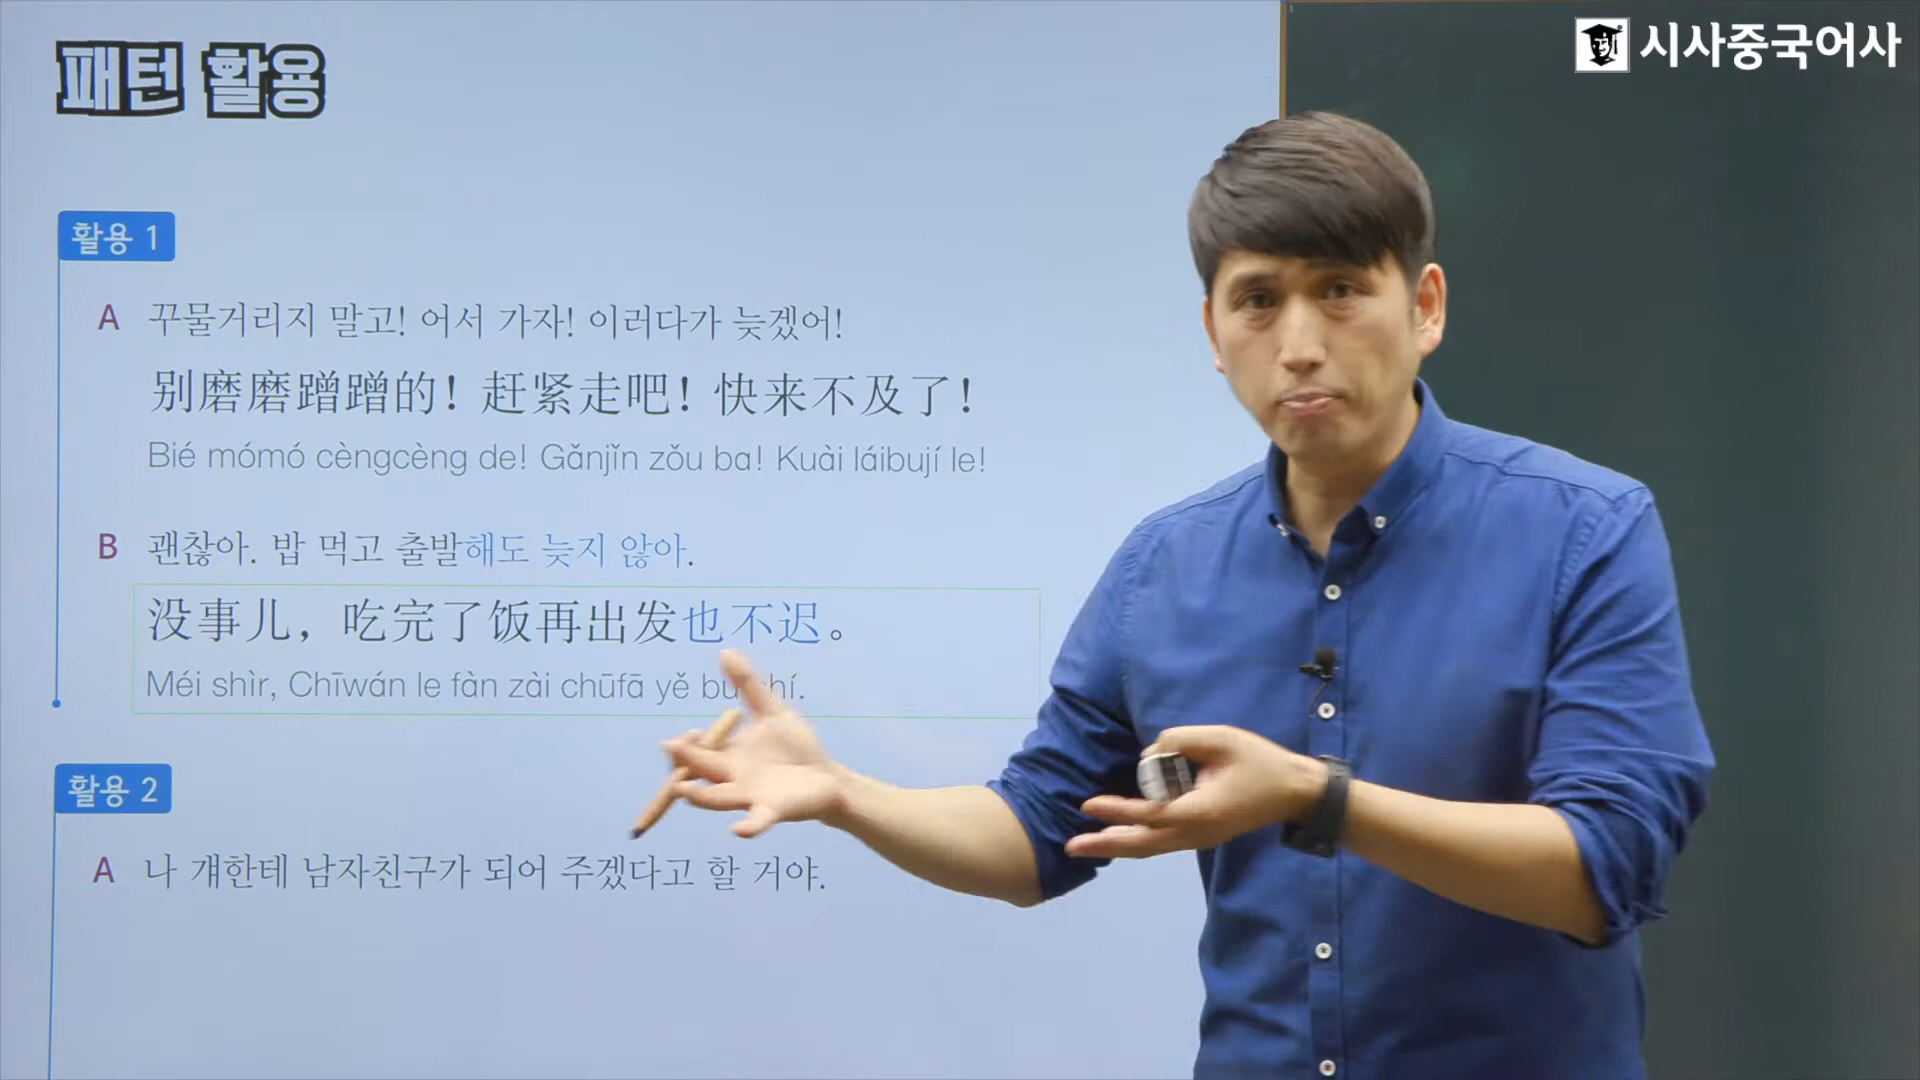 시사중국어사
패턴 활용
활용 1
A 꾸물거리지 말고! 어서 가자! 이러다가 늦겠어!
别磨磨蹭蹭的！赶紧走吧！快来不及了！
Bié mómó cèngcèng de! Gǎnjǐn zǒu ba! Kuài láibují le!
B 괜찮아. 밥 먹고 출발해도 늦지 않아.
没事儿，吃完了饭再出发也不迟。
Méi shìr, Chīwán le fàn zài chūfā yě
활용 2
A 나 걔한테 남자친구가 되어 주겠다고 할 거야.